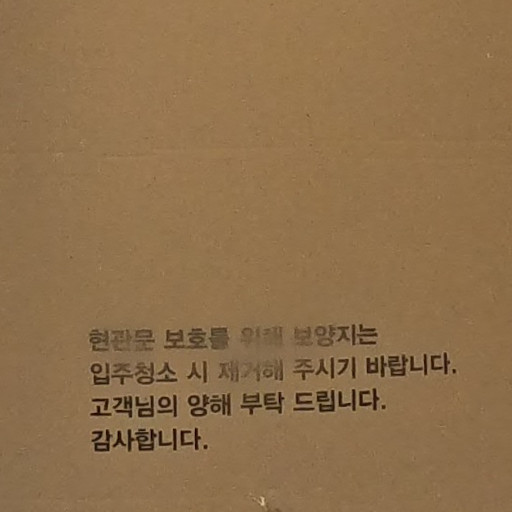 현관문 보호를 위해 보양지는
입주청소 시 제거해 주시기 바랍니다.
고객님의 양해 부탁 드립니다.
감사합니다.